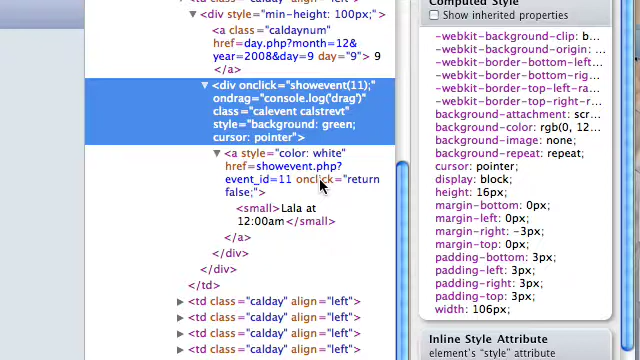 <div style="min-height: 100px;">
<a class="caldaynum"
href=day.php?month=12&
year=2008&day=9 day="9"> 9
</a>
<div onclick="showevent(11);"
ondrag="console.log('drag')"
class="calevent calstrevt"
style="background: green;
cursor: pointer">
<a style="color: white"
href=showevent.php?
event_id=11 onclick="return
false;">
<small>Lala at
12:00am</small>
</a>
</div>
</div>
</td>
<td class="calday" align="left">
<td class="calday" align="left">
<td class="calday" align="left">
<td class="calday" align="left">
Computed Style
Show inherited properties
-webkit-background-clip: b...
-webkit-background-origin: ...
-webkit-border-bottom-left...
-webkit-border-bottom-righ...
-webkit-border-top-left-ra...
-webkit-border-top-right-r...
background-attachment: scr...
background-color: rgb(0, 12...
background-image: none;
background-repeat: repeat;
cursor: pointer;
display: block;
height: 16px;
margin-bottom: 0px;
margin-left: 0px;
margin-right: -3px;
margin-top: 0px;
padding-bottom: 3px;
padding-left: 3px;
padding-right: 3px;
padding-top: 3px;
width: 106px;
Inline Style Attribute
element's "style" attribute